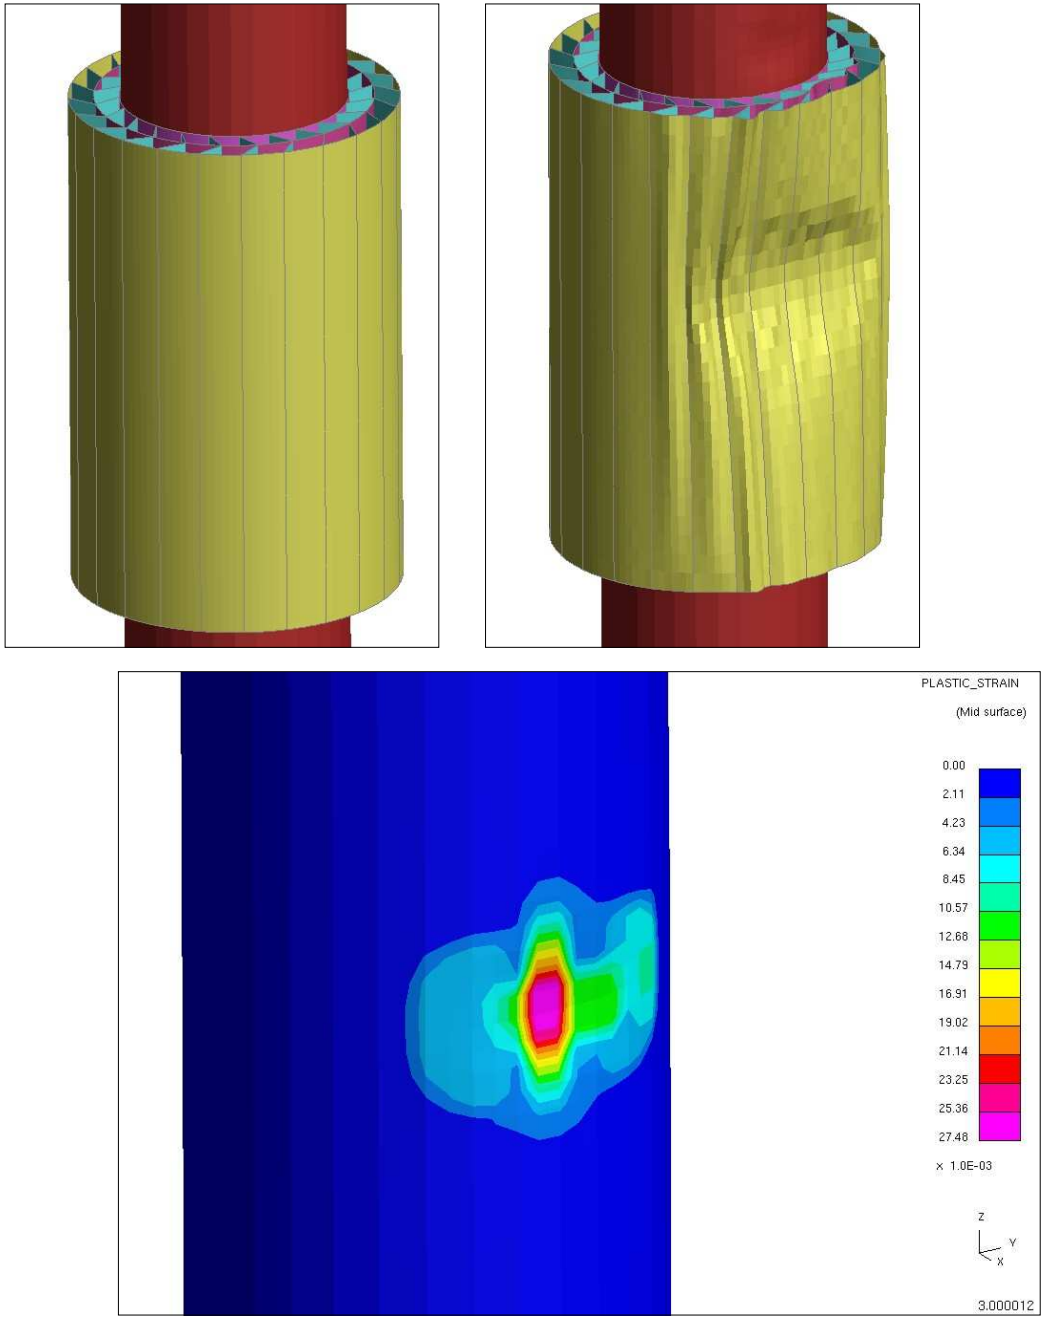 PLASTIC_STRAIN
(Mid surface)
0.00
2.11
4.23
6.34
8.45
10.57
12.68
14.79
16.91
19.02
21.14
23.25
25.36
27.48
x 1.0E-03
Z
Y
X
3.000012